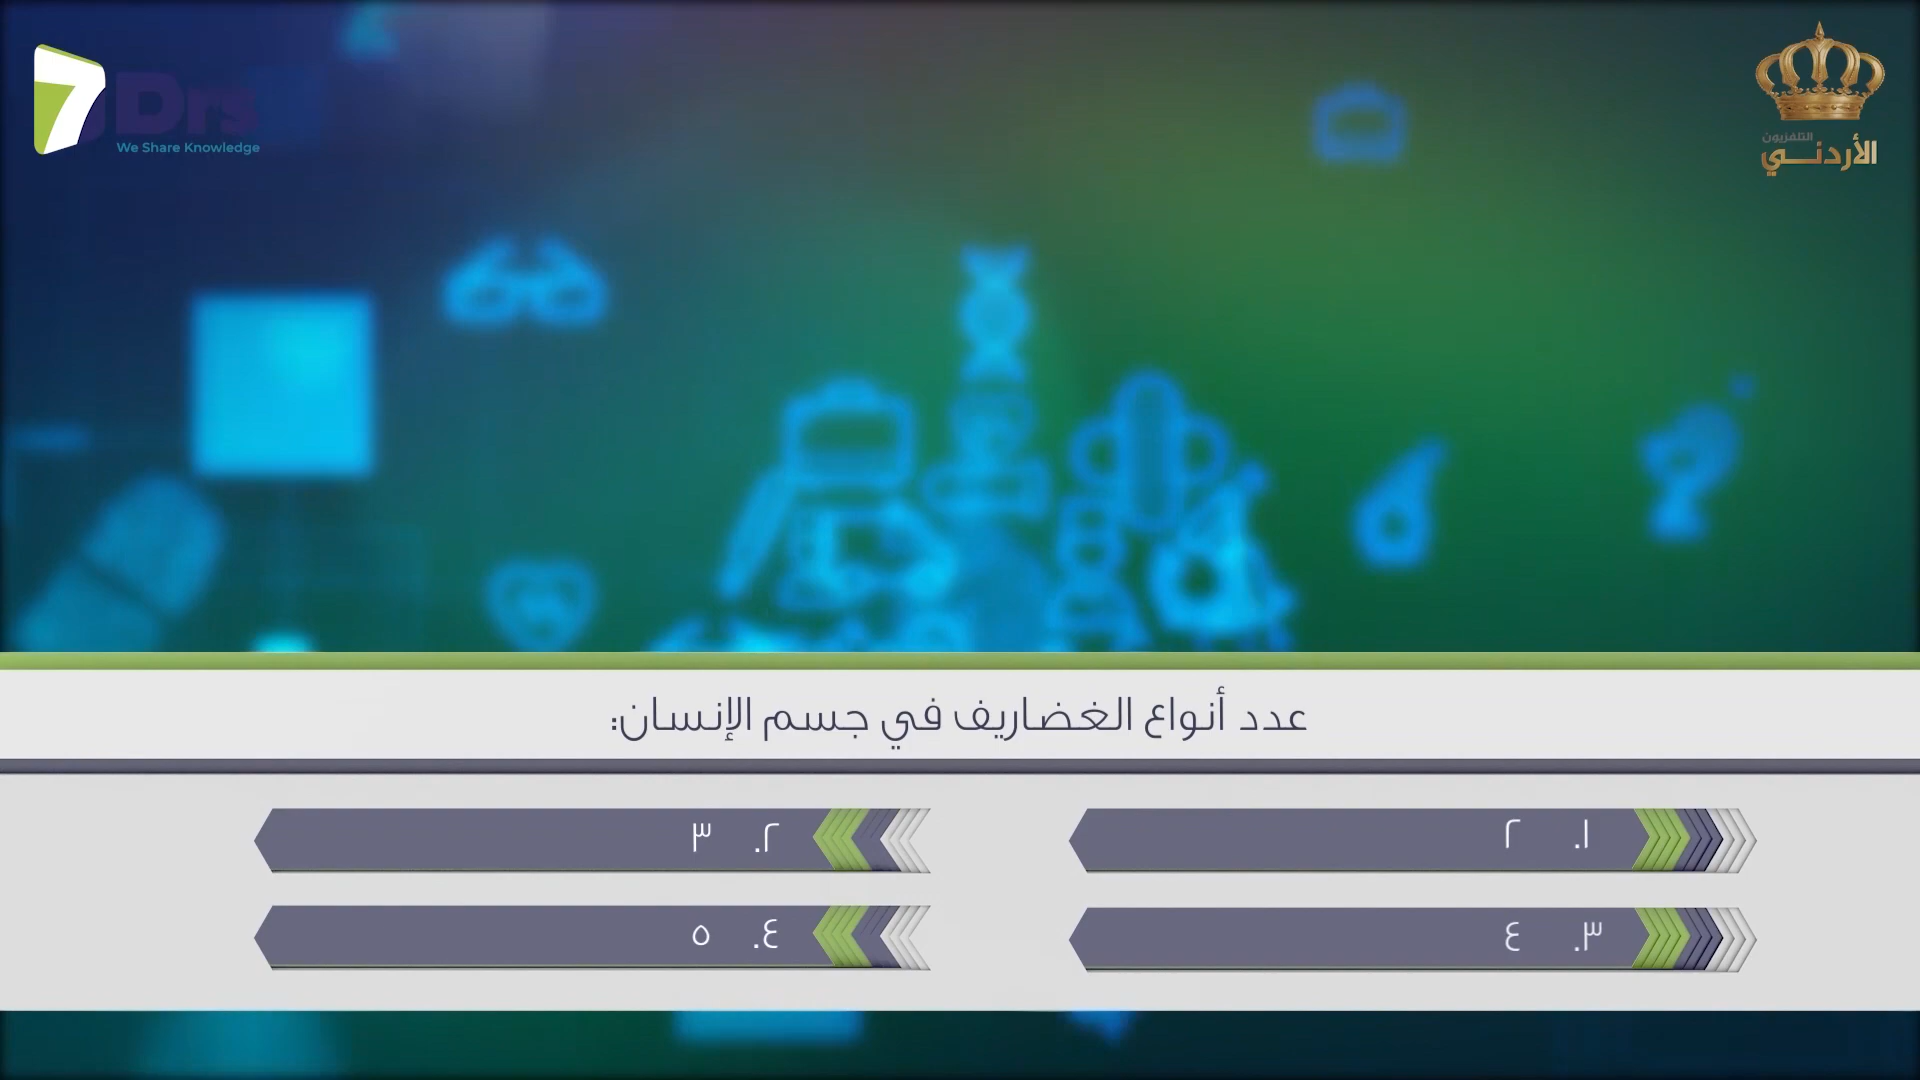 7Drs
We Share Knowledge
التلفزيون
الأردني
عدد أنواع الغضاريف في جسم الإنسان:
١. ٢
٢. ٣
٣. ٤
٤. ٥